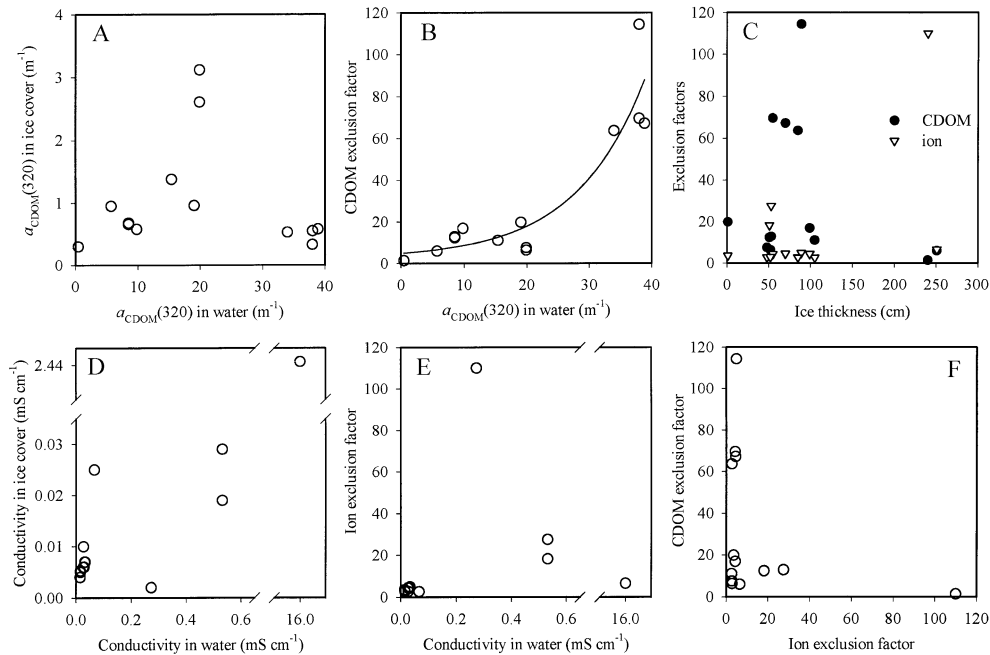 A
4
3
2
1
0
0 10 20 30 40
aCDOM(320) in ice cover (m-1)
aCDOM(320) in water (m-1)
B
120
100
80
60
40
20
0
0 10 20 30 40
CDOM exclusion factor
aCDOM(320) in water (m-1)
C
120
100
80
60
40
20
0
0 50 100 150 200 250 300
Exclusion factors
CDOM
ion
Ice thickness (cm)
D
2.44
0.03
0.02
0.01
0.00
0.0 0.2 0.4 0.6 16.0
Conductivity in ice cover (mS cm-1)
Conductivity in water (mS cm-1)
E
120
100
80
60
40
20
0
0.0 0.2 0.4 0.6 16.0
Ion exclusion factor
Conductivity in water (mS cm-1)
F
120
100
80
60
40
20
0
0 20 40 60 80 100 120
CDOM exclusion factor
Ion exclusion factor